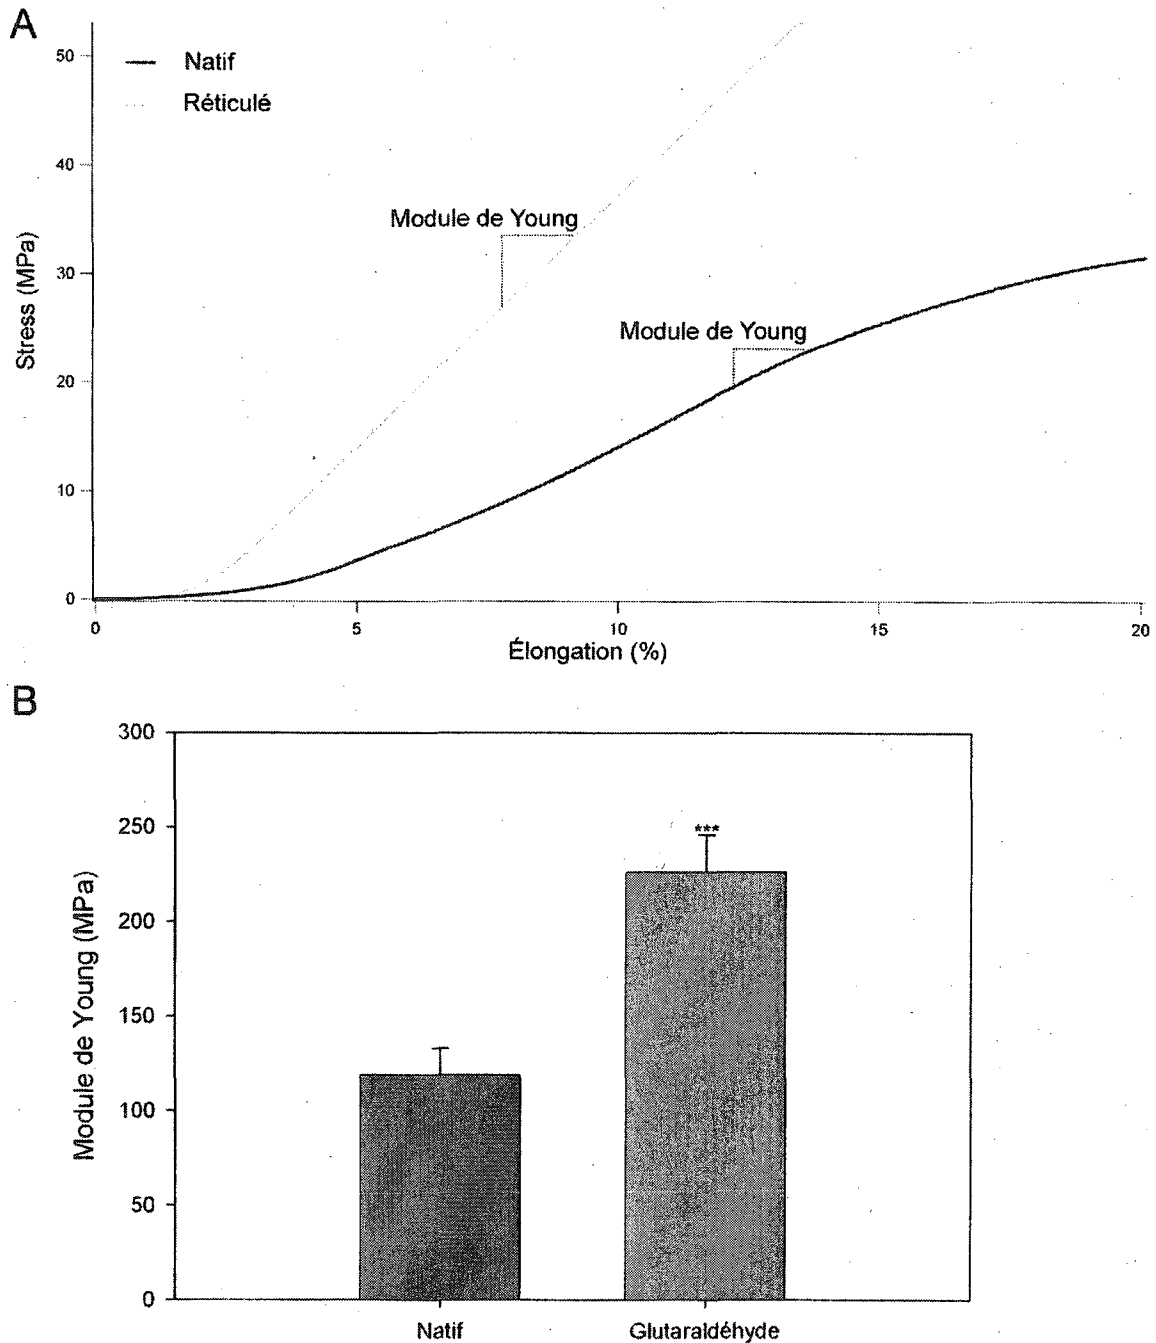 A
50
40
30
20
10
0
Stress (MPa)
Natif
Réticulé
Module de Young
Module de Young
0 5 10 15 20
Élongation (%)
B
300
250
200
150
100
50
0
Module de Young (MPa)
***
Natif Glutaraldéhyde